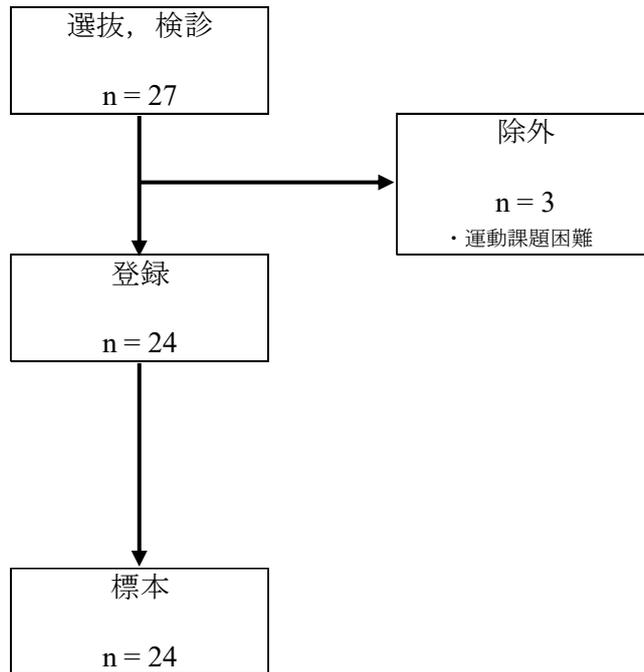 選抜，検診
n = 27
除外
n = 3
・運動課題困難
登録
n = 24
標本
n = 24